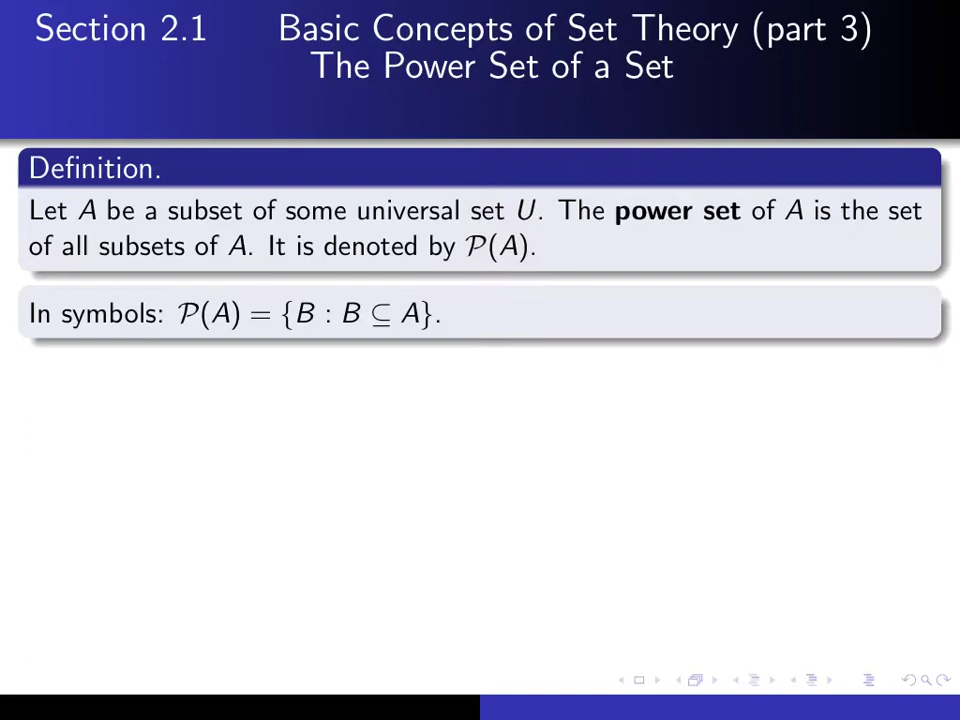 Section 2.1 Basic Concepts of Set Theory (part 3)
The Power Set of a Set
Definition.
Let A be a subset of some universal set U. The power set of A is the set
of all subsets of A. It is denoted by 𝒫(A).
In symbols: 𝒫(A) = {B : B ⊆ A}.